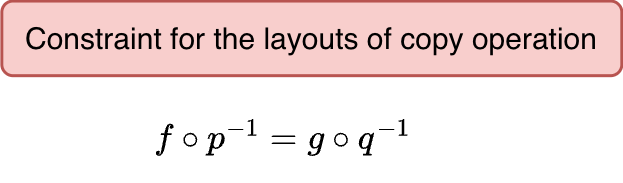 Constraint for the layouts of copy operation
f ∘ p⁻¹ = g ∘ q⁻¹